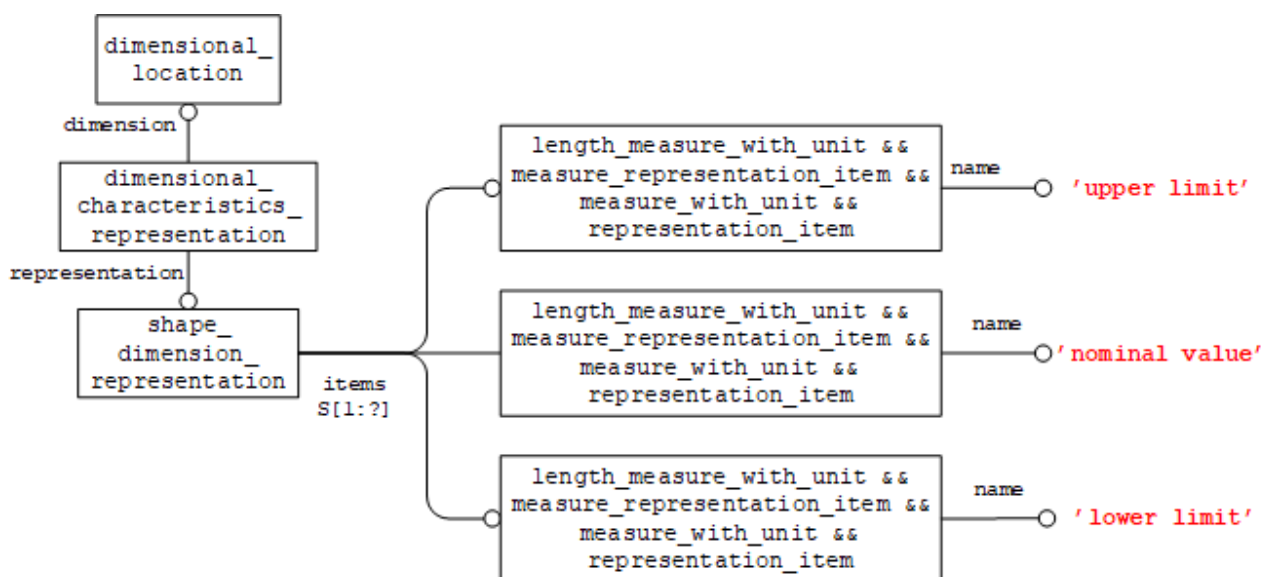 dimensional_
location
dimension
dimensional_
characteristics_
representation
representation
shape_
dimension_
representation
items
S[1:?]
length_measure_with_unit &&
measure_representation_item &&
measure_with_unit &&
representation_item
name
'upper limit'
length_measure_with_unit &&
measure_representation_item &&
measure_with_unit &&
representation_item
name
'nominal value'
length_measure_with_unit &&
measure_representation_item &&
measure_with_unit &&
representation_item
name
'lower limit'